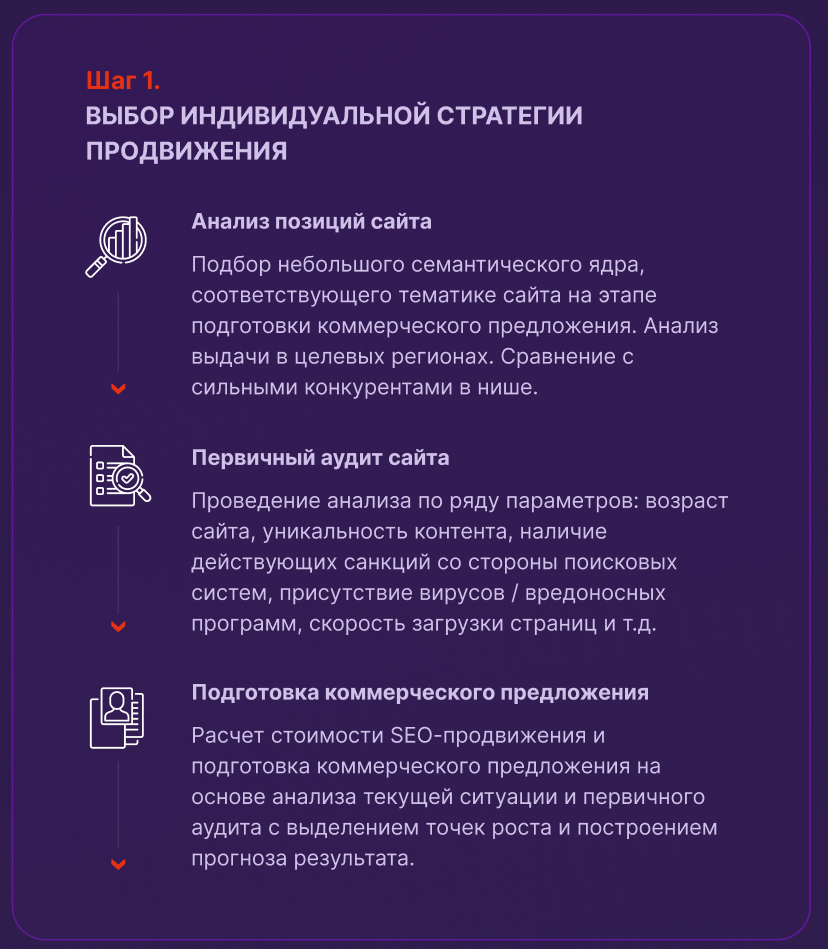 Шаг 1.
ВЫБОР ИНДИВИДУАЛЬНОЙ СТРАТЕГИИ
ПРОДВИЖЕНИЯ
Анализ позиций сайта
Подбор небольшого семантического ядра,
соответствующего тематике сайта на этапе
подготовки коммерческого предложения. Анализ
выдачи в целевых регионах. Сравнение с
сильными конкурентами в нише.
Первичный аудит сайта
Проведение анализа по ряду параметров: возраст
сайта, уникальность контента, наличие
действующих санкций со стороны поисковых
систем, присутствие вирусов / вредоносных
программ, скорость загрузки страниц и т.д.
Подготовка коммерческого предложения
Расчет стоимости SEO-продвижения и
подготовка коммерческого предложения на
основе анализа текущей ситуации и первичного
аудита с выделением точек роста и построением
прогноза результата.